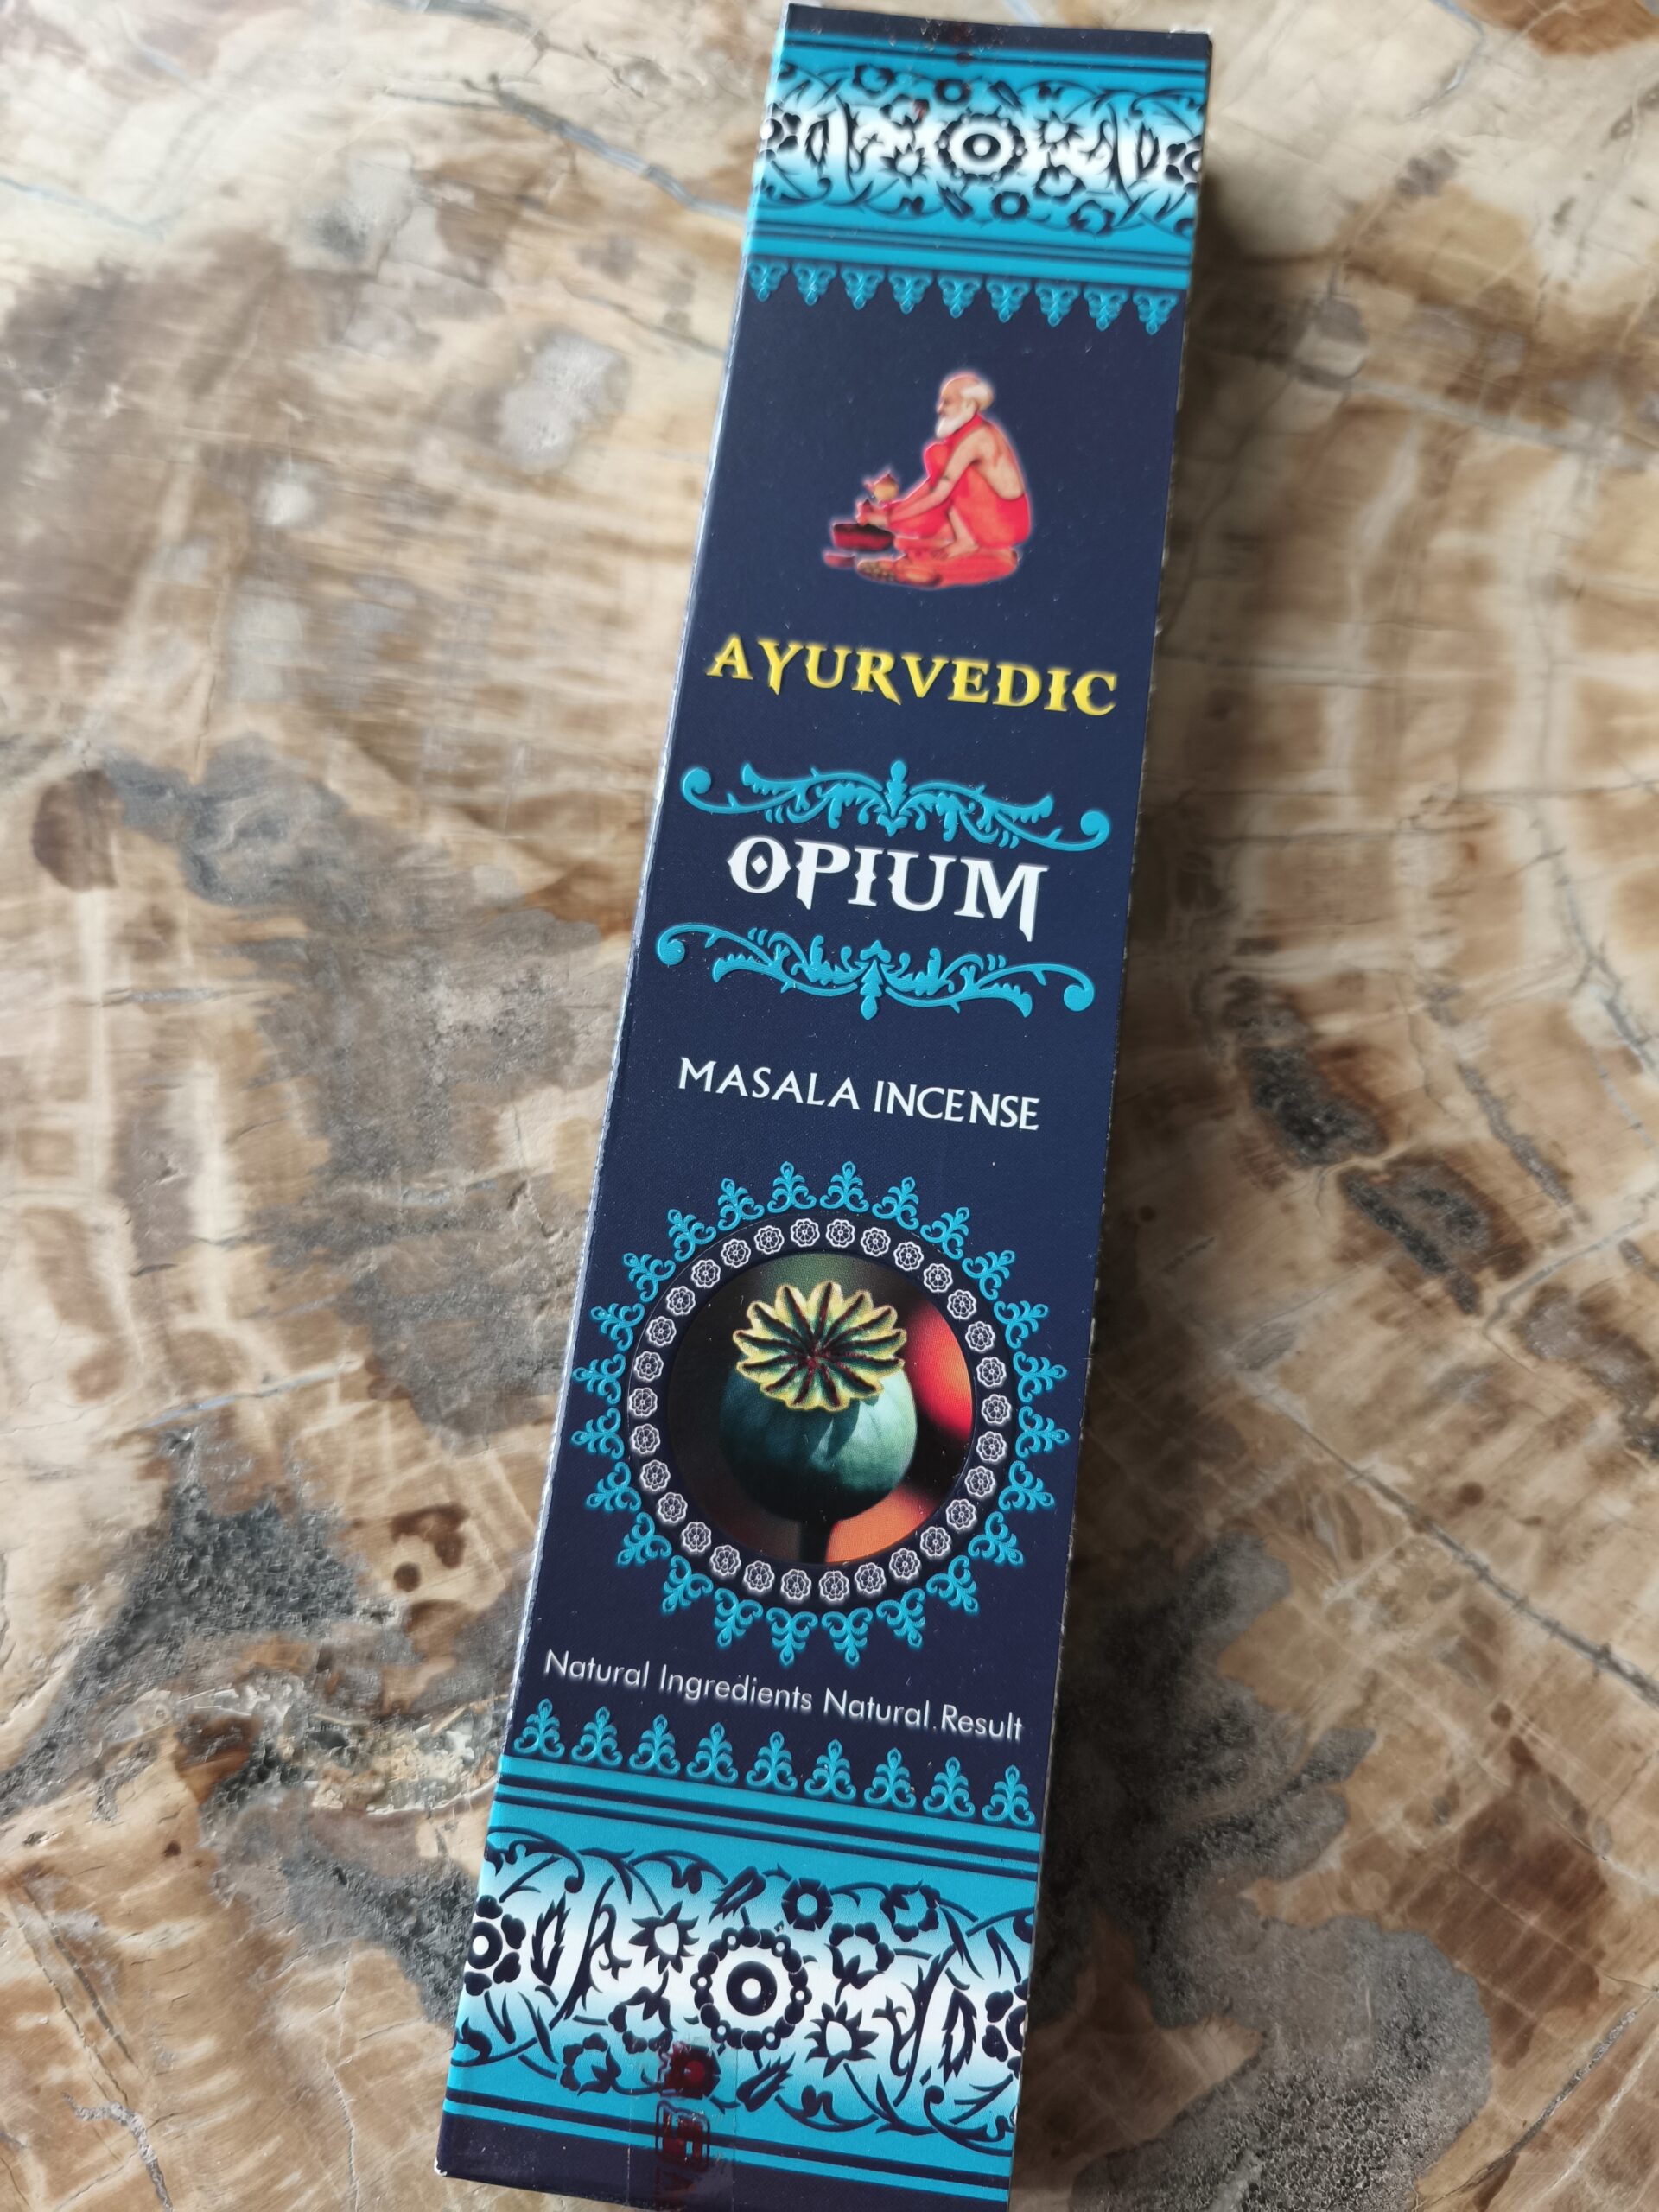 AYURVEDIC
OPIUM
MASALA INCENSE
Natural Ingredients Natural Result